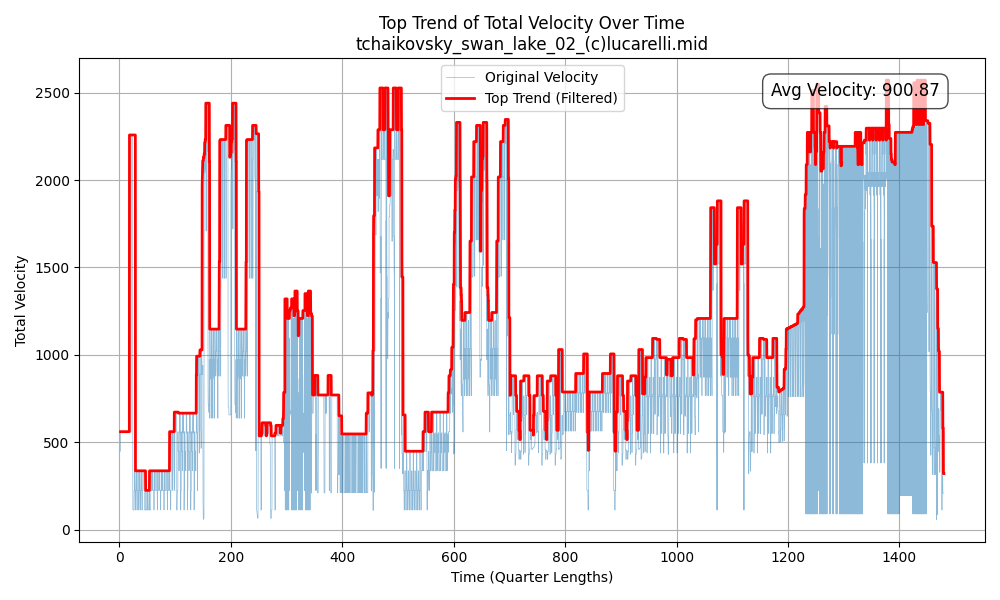 Top Trend of Total Velocity Over Time
tchaikovsky_swan_lake_02_(c)lucarelli.mid
Original Velocity
Top Trend (Filtered)
Avg Velocity: 900.87
2500
2000
1500
1000
500
0
Total Velocity
0 200 400 600 800 1000 1200 1400
Time (Quarter Lengths)